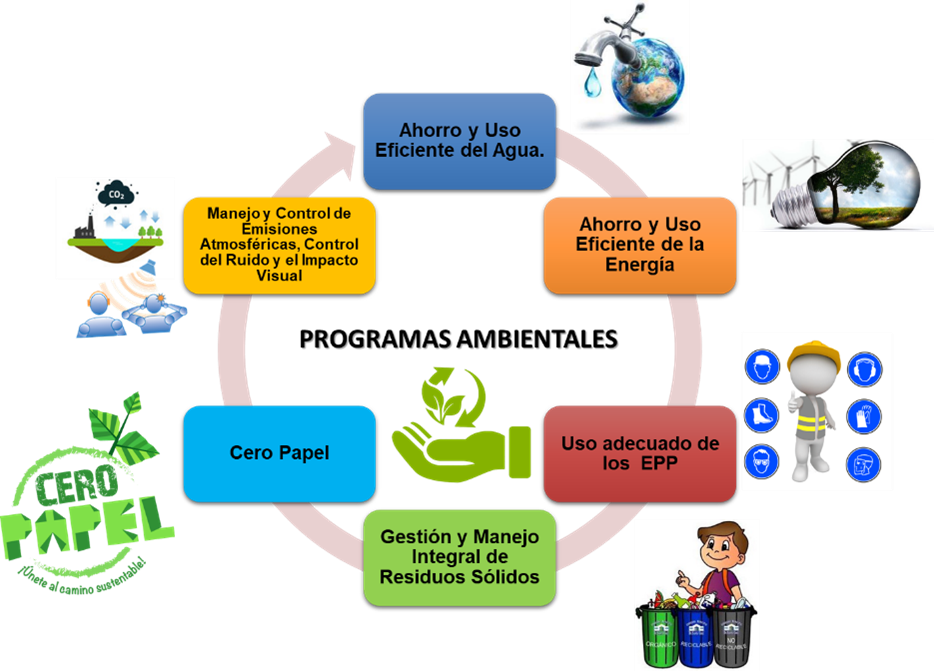 Ahorro y Uso
Eficiente del Agua.
Ahorro y Uso
Eficiente de la
Energía
Uso adecuado de
los EPP
Gestión y Manejo
Integral de
Residuos Sólidos
Cero Papel
Manejo y Control de
Emisiones
Atmosféricas, Control
del Ruido y el Impacto
Visual
PROGRAMAS AMBIENTALES
CO₂
CERO
PAPEL
¡Únete al camino sustentable!
ORGÁNICO
RECICLABLE
NO
RECICLABLE